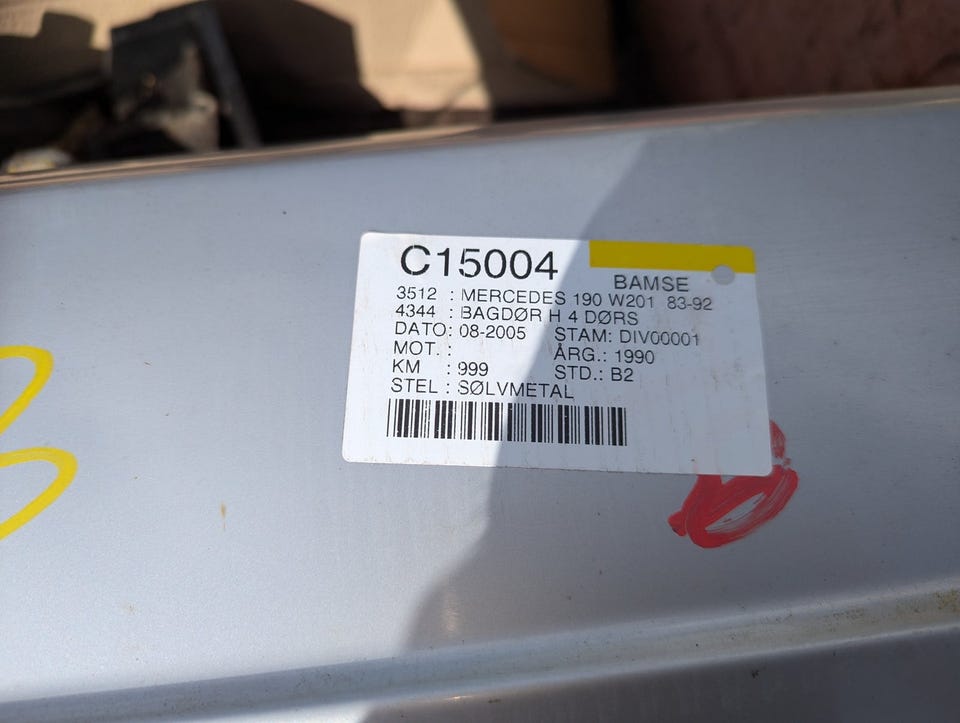 C15004
BAMSE
3512 : MERCEDES 190 W201 83-92
4344 : BAGDØR H 4 DØRS
DATO: 08-2005 STAM: DIV00001
MOT. : ÅRG.: 1990
KM : 999 STD.: B2
STEL : SØLVMETAL